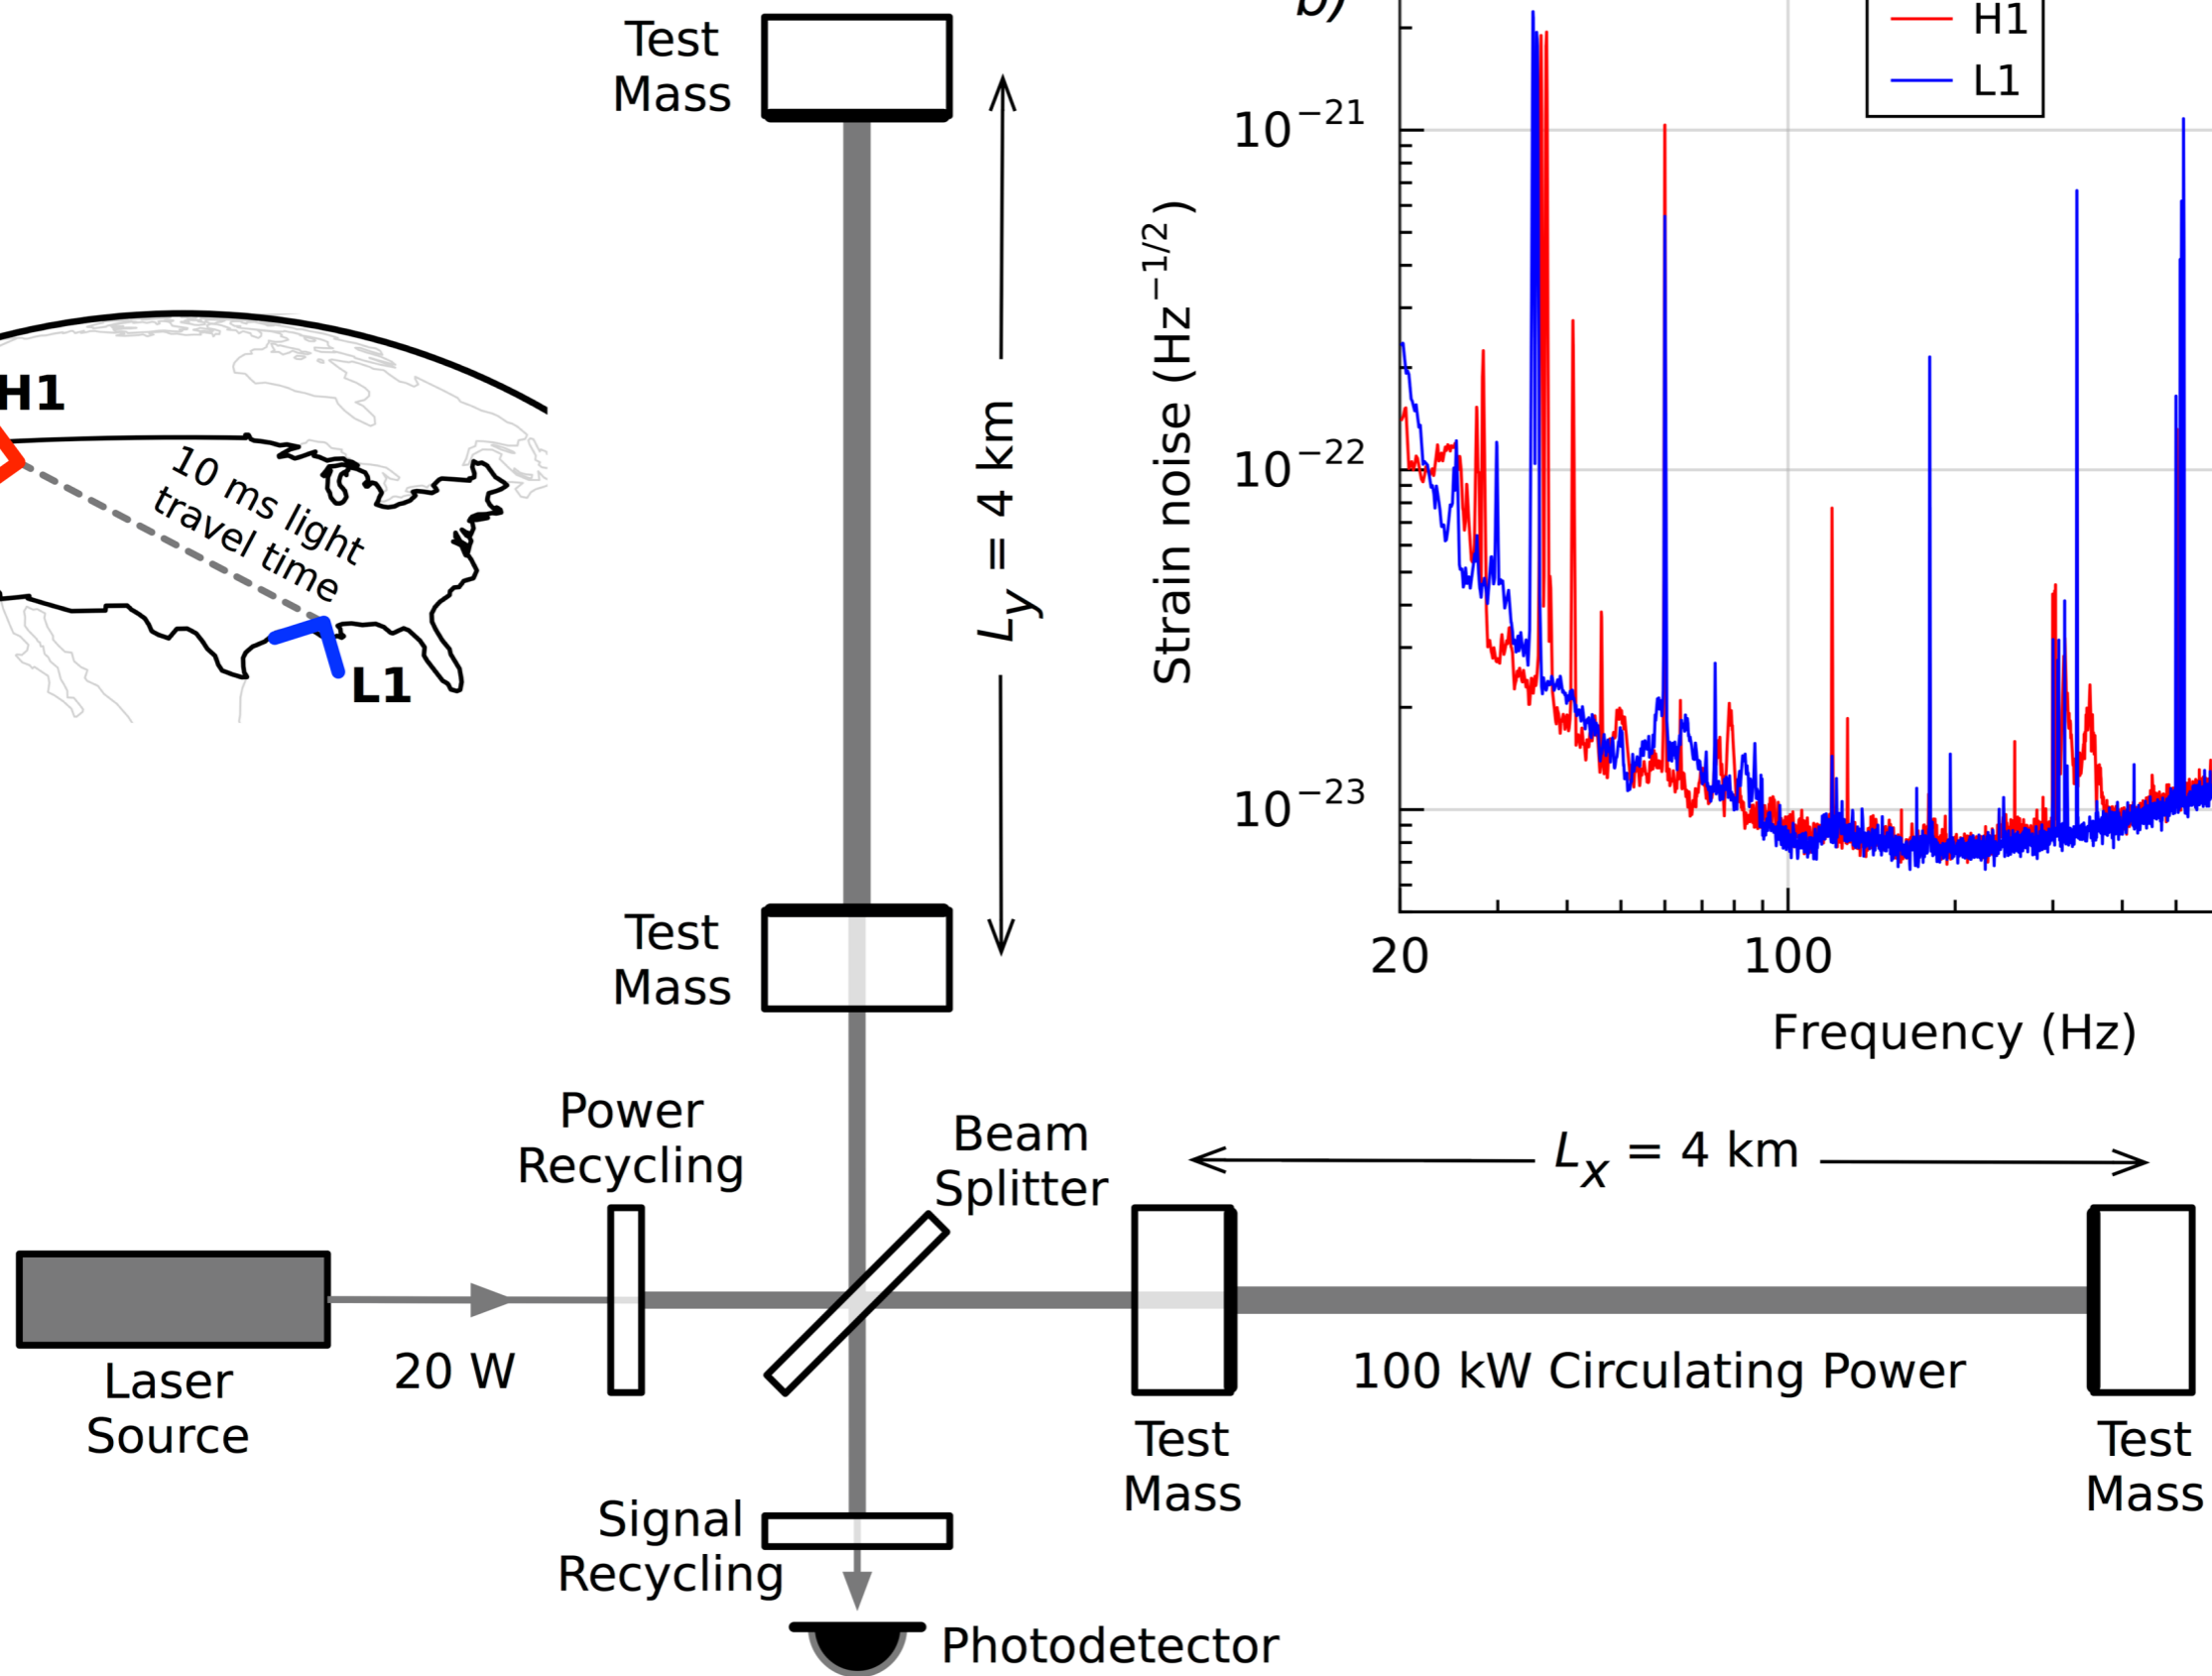 Test
Mass
b)
H1
L1
10⁻²¹
10⁻²²
10⁻²³
Strain noise (Hz⁻¹/²)
20
100
Frequency (Hz)
H1
10 ms light
travel time
L1
L_y = 4 km
Test
Mass
Power
Recycling
Beam
Splitter
L_x = 4 km
Laser
Source
20 W
100 kW Circulating Power
Test
Mass
Test
Mass
Signal
Recycling
Photodetector